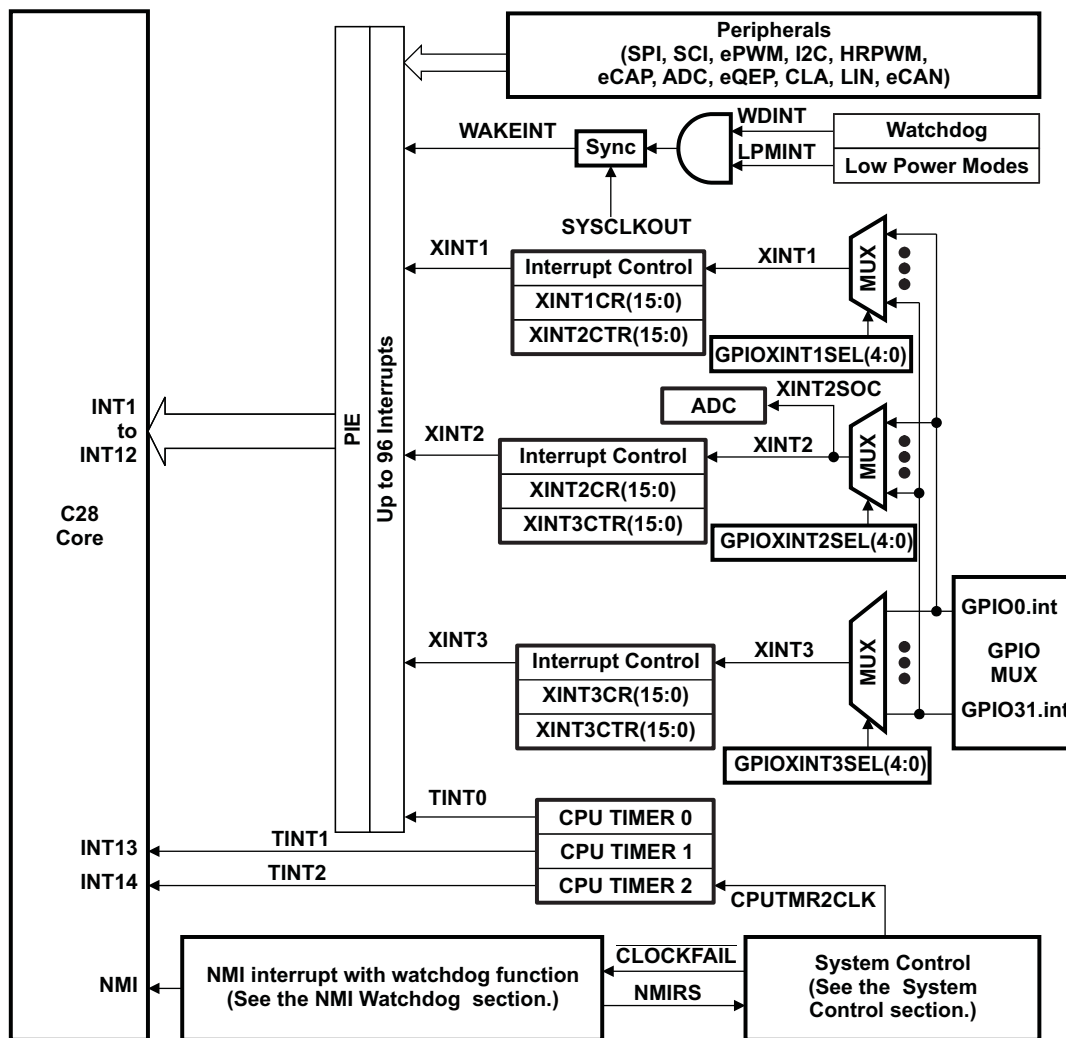 Peripherals
(SPI, SCI, ePWM, I2C, HRPWM,
eCAP, ADC, eQEP, CLA, LIN, eCAN)
WDINT
Watchdog
WAKEINT
Sync
LPMINT
Low Power Modes
SYSCLKOUT
XINT1
Interrupt Control
XINT1CR(15:0)
XINT2CTR(15:0)
XINT1
MUX
GPIOXINT1SEL(4:0)
XINT2SOC
ADC
INT1
to
INT12
PIE
Up to 96 Interrupts
XINT2
Interrupt Control
XINT2CR(15:0)
XINT3CTR(15:0)
XINT2
MUX
GPIOXINT2SEL(4:0)
C28
Core
GPIO0.int
GPIO
MUX
GPIO31.int
XINT3
Interrupt Control
XINT3CR(15:0)
XINT3CTR(15:0)
XINT3
MUX
GPIOXINT3SEL(4:0)
TINT0
CPU TIMER 0
INT13
TINT1
CPU TIMER 1
INT14
TINT2
CPU TIMER 2
CPUTMR2CLK
NMI
NMI interrupt with watchdog function
(See the NMI Watchdog section.)
CLOCKFAIL
NMIRS
System Control
(See the System
Control section.)